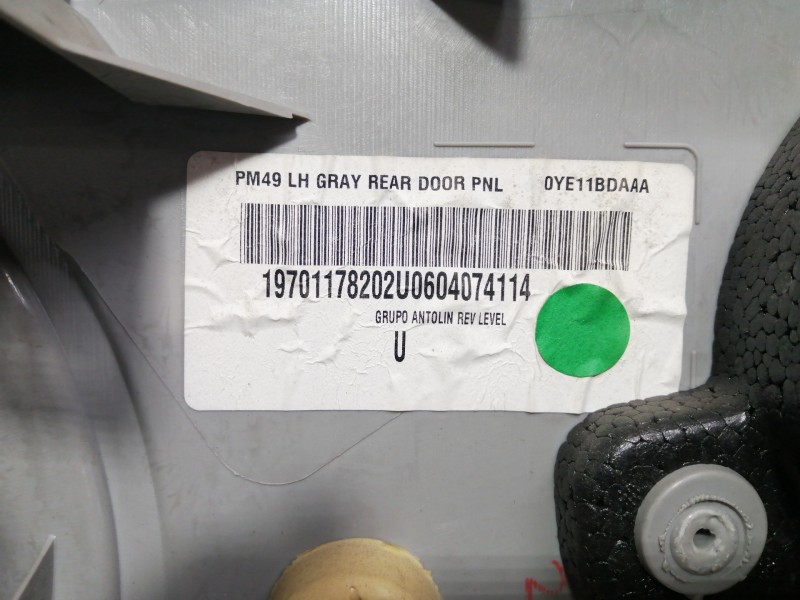 PM49 LH GRAY REAR DOOR PNL 0YE11BDAAA
19701178202U0604074114
GRUPO ANTOLIN REV LEVEL
U